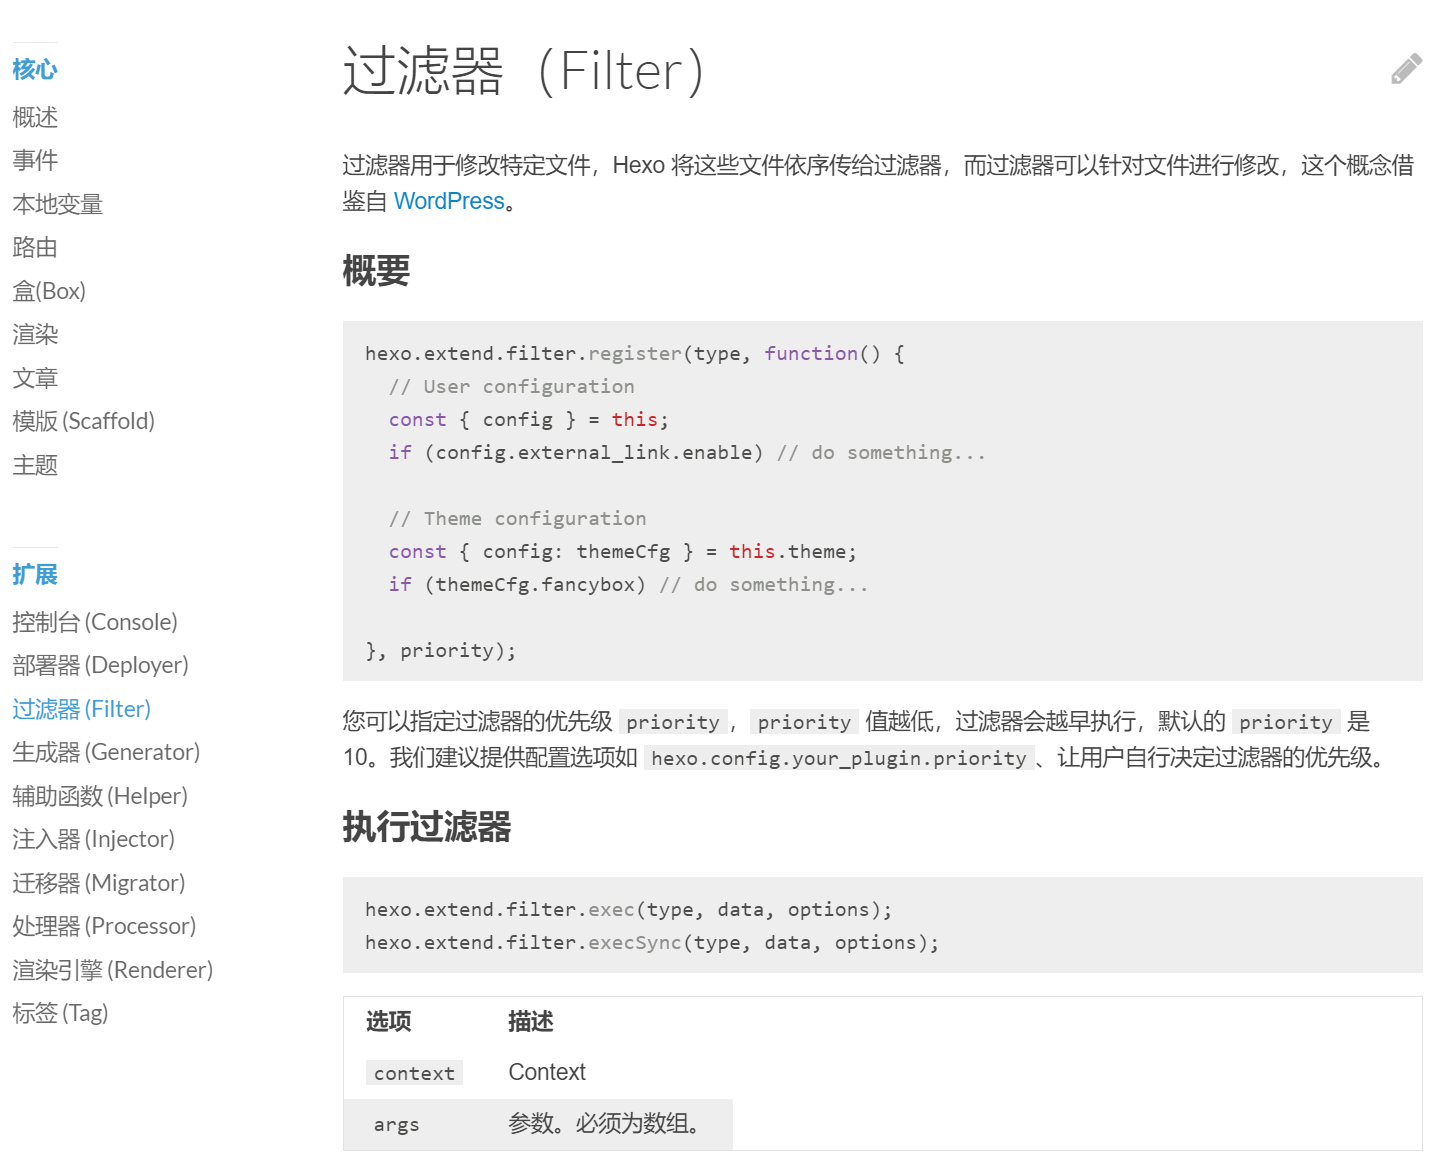 核心
概述
事件
本地变量
路由
盒(Box)
渲染
文章
模版 (Scaffold)
主题
扩展
控制台 (Console)
部署器 (Deployer)
过滤器 (Filter)
生成器 (Generator)
辅助函数 (Helper)
注入器 (Injector)
迁移器 (Migrator)
处理器 (Processor)
渲染引擎 (Renderer)
标签 (Tag)
过滤器（Filter）
过滤器用于修改特定文件，Hexo 将这些文件依序传给过滤器，而过滤器可以针对文件进行修改，这个概念借
鉴自 WordPress。
概要
hexo.extend.filter.register(type, function() {
  // User configuration
  const { config } = this;
  if (config.external_link.enable) // do something...
  // Theme configuration
  const { config: themeCfg } = this.theme;
  if (themeCfg.fancybox) // do something...
}, priority);
您可以指定过滤器的优先级 priority，priority 值越低，过滤器会越早执行，默认的 priority 是
10。我们建议提供配置选项如 hexo.config.your_plugin.priority、让用户自行决定过滤器的优先级。
执行过滤器
hexo.extend.filter.exec(type, data, options);
hexo.extend.filter.execSync(type, data, options);
选项 描述
context Context
args 参数。必须为数组。